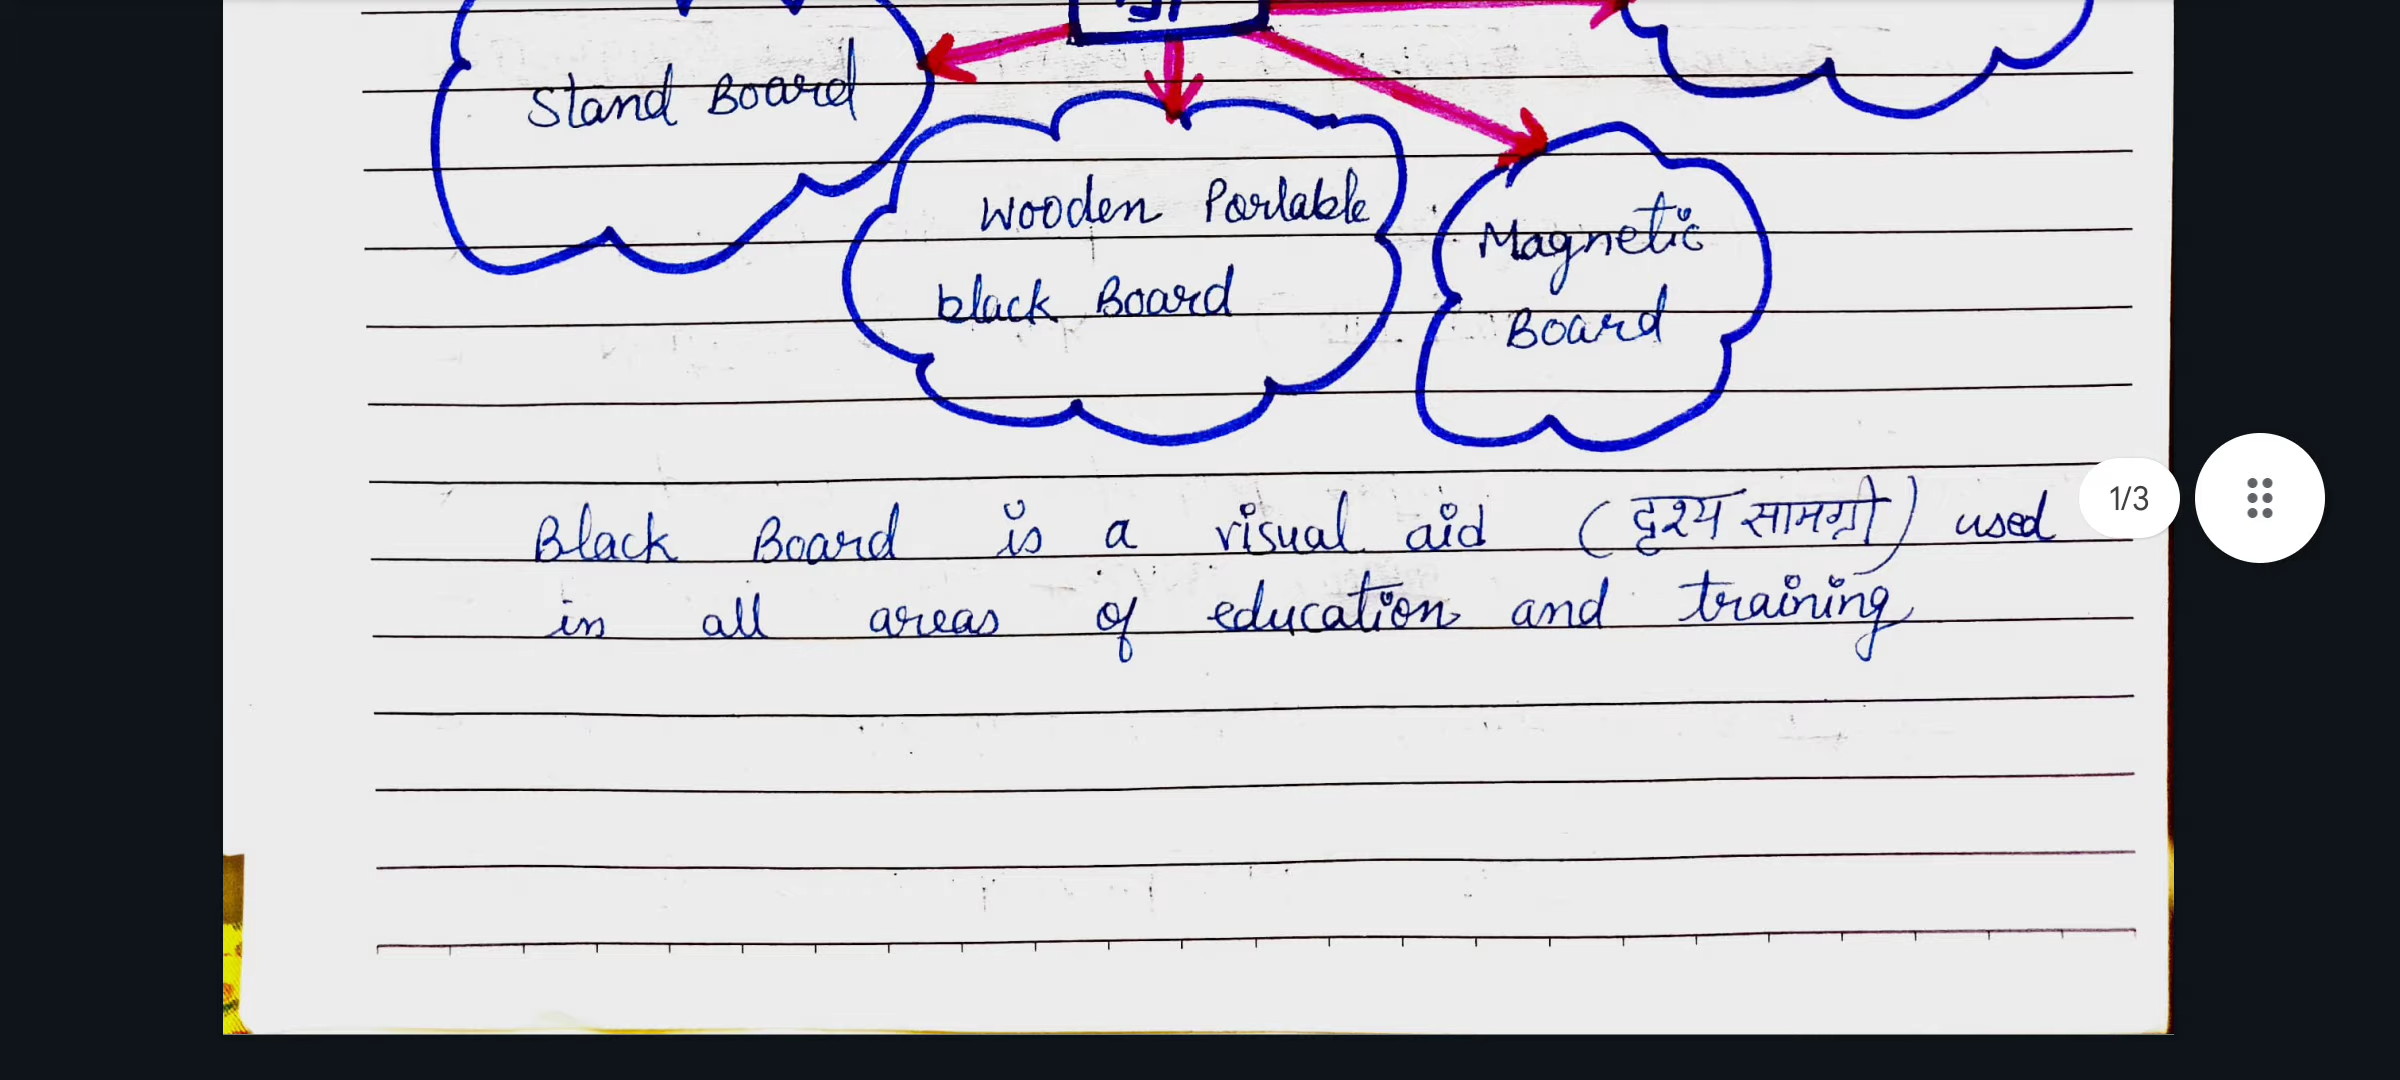 Stand Board
Wooden Portable
black Board
Magnetic
Board
Black Board is a visual aid (दृश्य सामग्री) used
in all areas of education and training
1/3